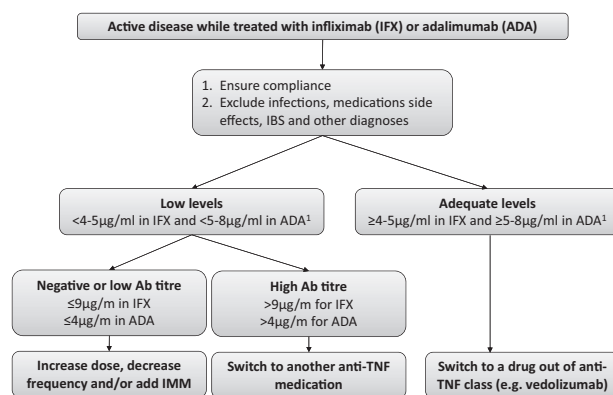 Active disease while treated with infliximab (IFX) or adalimumab (ADA)
1. Ensure compliance
2. Exclude infections, medications side
effects, IBS and other diagnoses
Low levels
<4-5µg/ml in IFX and <5-8µg/ml in ADA¹
Adequate levels
≥4-5µg/ml in IFX and ≥5-8µg/ml in ADA¹
Negative or low Ab titre
≤9µg/m in IFX
≤4µg/m in ADA
High Ab titre
>9µg/m for IFX
>4µg/m for ADA
Increase dose, decrease
frequency and/or add IMM
Switch to another anti-TNF
medication
Switch to a drug out of anti-
TNF class (e.g. vedolizumab)